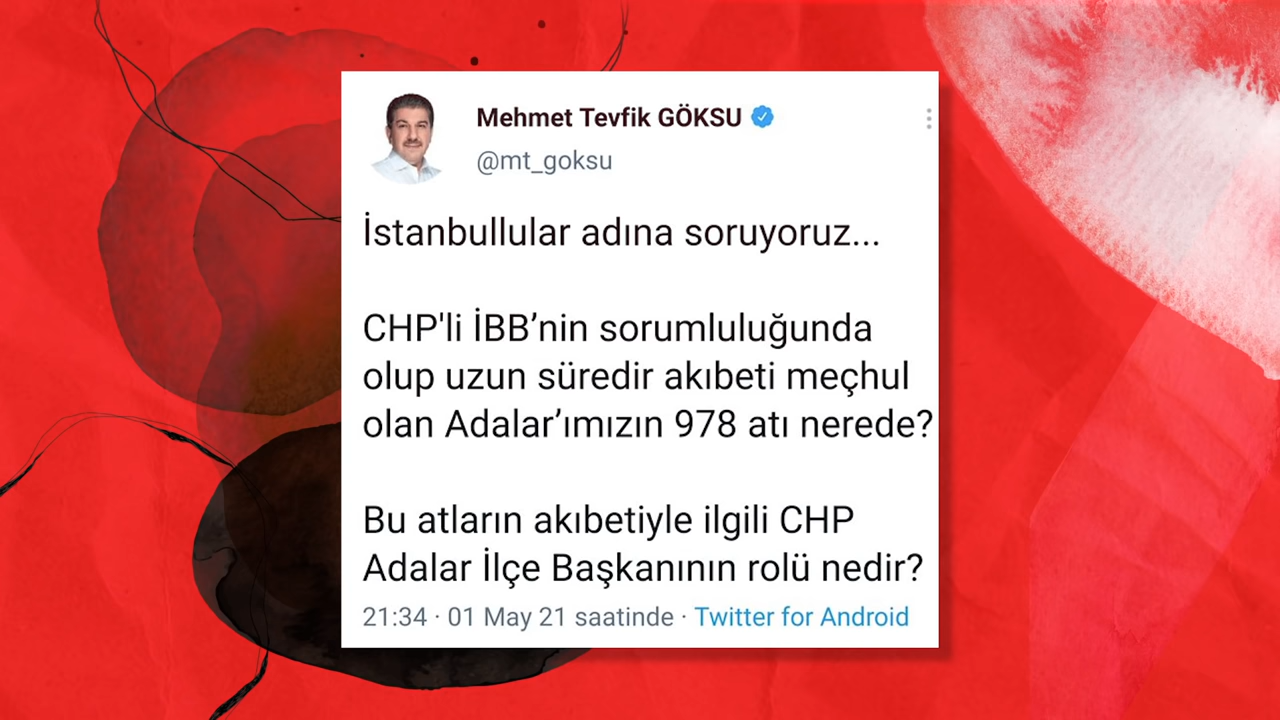 Mehmet Tevfik GÖKSU
@mt_goksu
İstanbullular adına soruyoruz...
CHP'li İBB’nin sorumluluğunda
olup uzun süredir akıbeti meçhul
olan Adalar’ımızın 978 atı nerede?
Bu atların akıbetiyle ilgili CHP
Adalar İlçe Başkanının rolü nedir?
21:34 · 01 May 21 saatinde · Twitter for Android